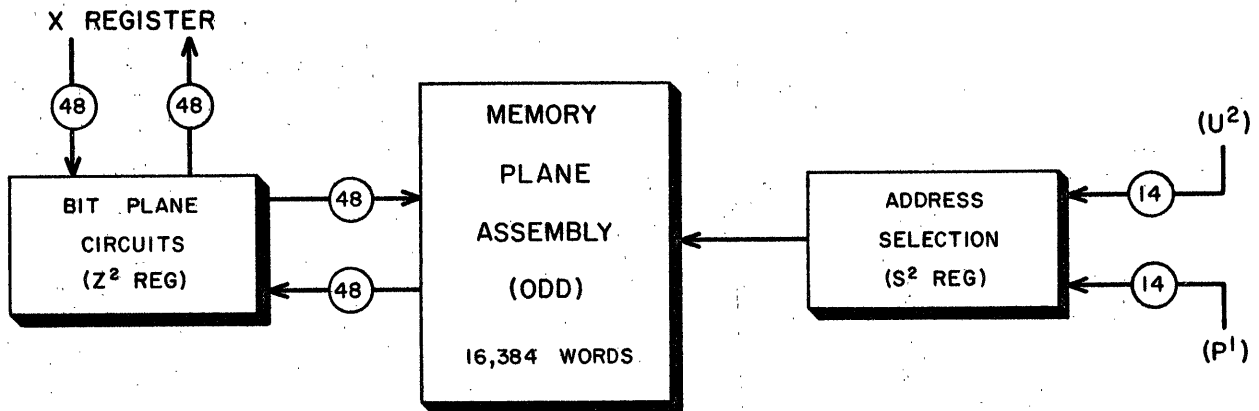 X REGISTER
48
48
BIT PLANE
CIRCUITS
(Z² REG)
48
48
MEMORY
PLANE
ASSEMBLY
(ODD)
16,384 WORDS
ADDRESS
SELECTION
(S² REG)
14
14
(U²)
(P¹)